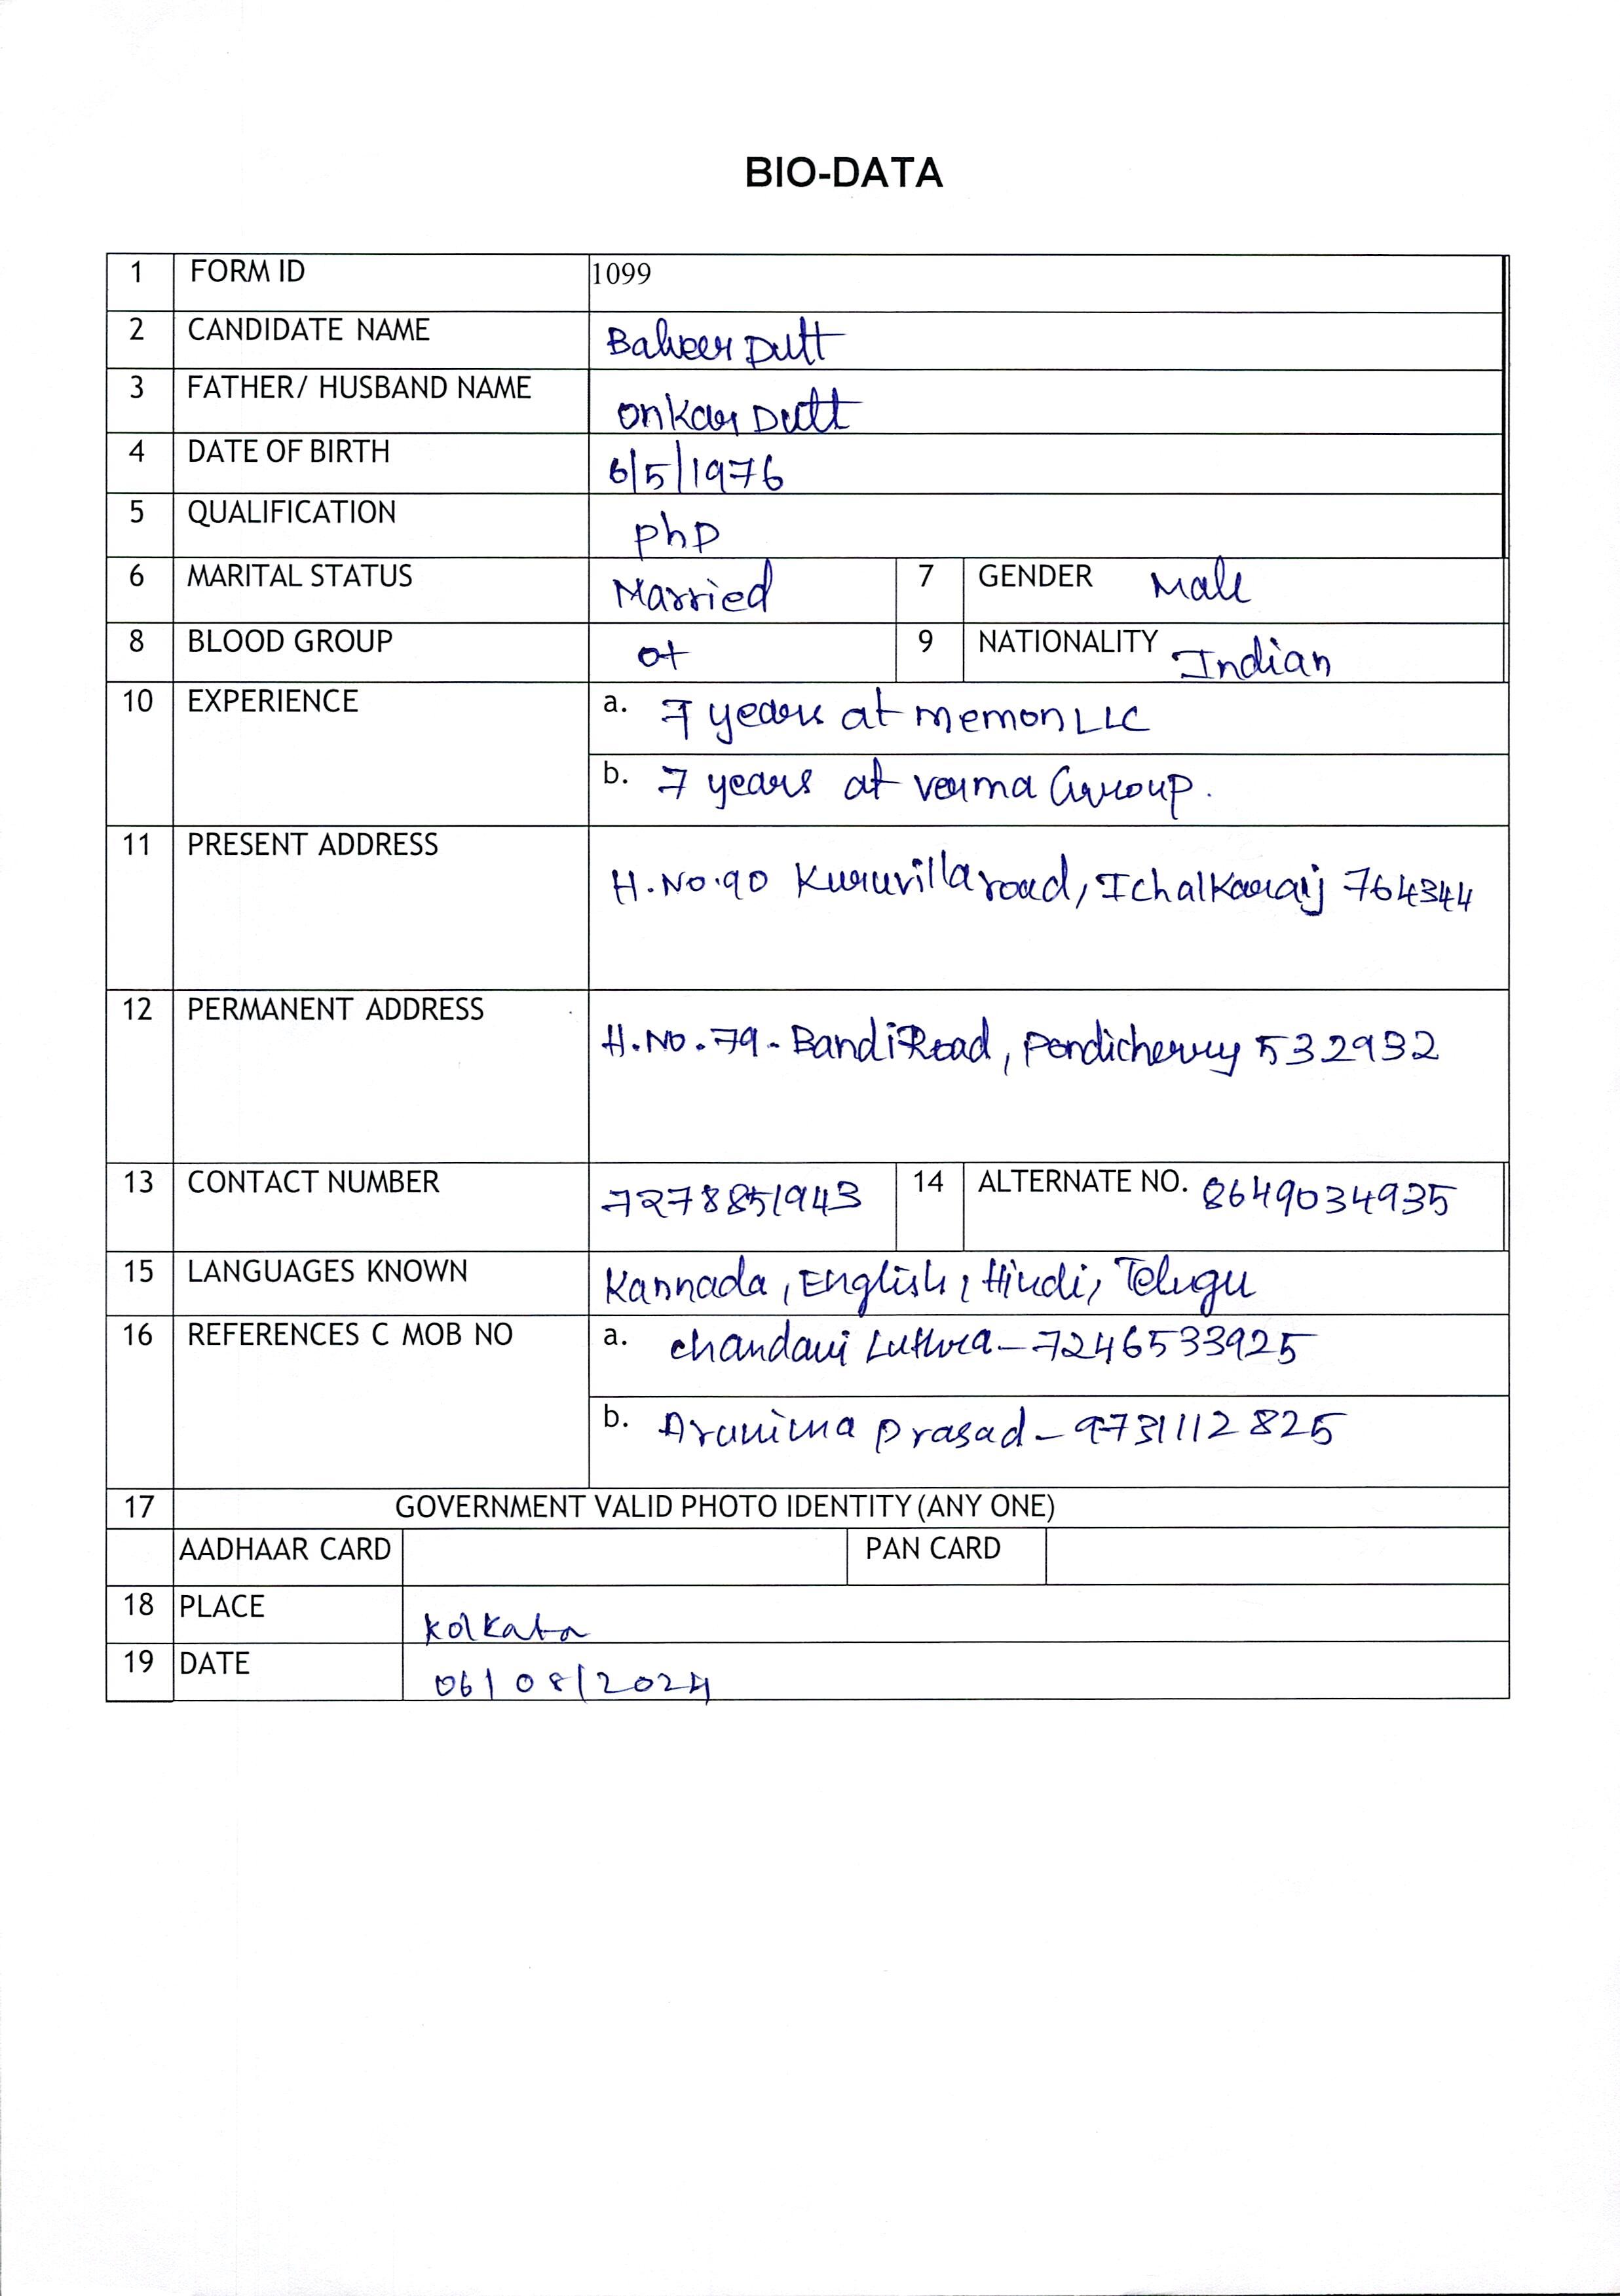 BIO-DATA
1 FORM ID 1099
2 CANDIDATE NAME Balveer Dutt
3 FATHER/ HUSBAND NAME Onkar Dutt
4 DATE OF BIRTH 6/5/1976
5 QUALIFICATION PhD
6 MARITAL STATUS Married 7 GENDER Male
8 BLOOD GROUP O+ 9 NATIONALITY Indian
10 EXPERIENCE a. 7 years at memon LLC
b. 7 years at verma Group.
11 PRESENT ADDRESS H.No.90 Kuruvilla road, Ichalkaraij 764344
12 PERMANENT ADDRESS H.No.79- Bandi Road, Pondicherry 532932
13 CONTACT NUMBER 7278851943 14 ALTERNATE NO. 8649034935
15 LANGUAGES KNOWN Kannada, English, Hindi, Telugu
16 REFERENCES C MOB NO a. Chandani Luthra - 7246533925
b. Arunima prasad - 9731112825
17 GOVERNMENT VALID PHOTO IDENTITY (ANY ONE)
AADHAAR CARD PAN CARD
18 PLACE Kolkata
19 DATE 06/08/2024